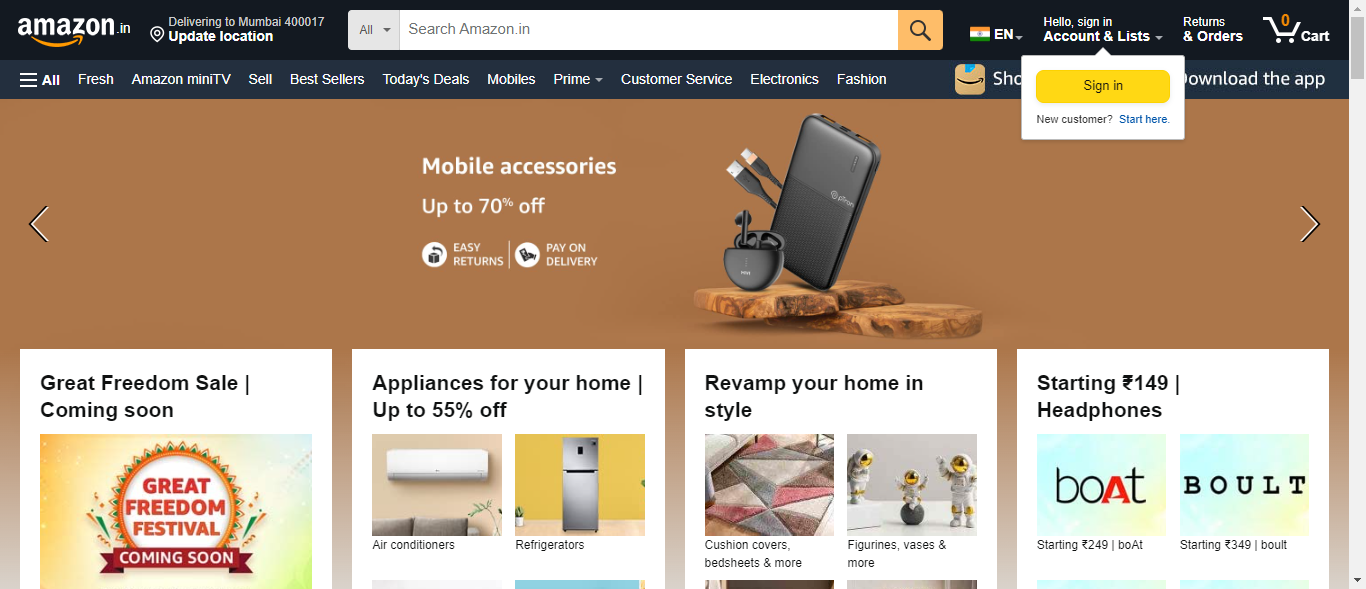 amazon.in
Delivering to Mumbai 400017
Update location
All
Search Amazon.in
EN
Hello, sign in
Account & Lists
Returns
& Orders
0
Cart
All
Fresh
Amazon miniTV
Sell
Best Sellers
Today's Deals
Mobiles
Prime
Customer Service
Electronics
Fashion
Sho
Download the app
Sign in
New customer? Start here.
Mobile accessories
Up to 70% off
EASY
RETURNS
PAY ON
DELIVERY
pTron
Great Freedom Sale |
Coming soon
GREAT
FREEDOM
FESTIVAL
COMING SOON
Appliances for your home |
Up to 55% off
Air conditioners
Refrigerators
Revamp your home in
style
Cushion covers,
bedsheets & more
Figurines, vases &
more
Starting ₹149 |
Headphones
boAt
BOULT
Starting ₹249 | boAt
Starting ₹349 | boult